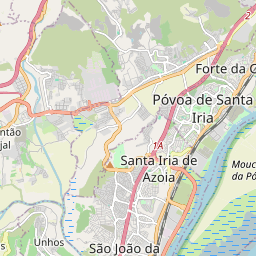 2
Forte da C
Póvoa de Santa
Iria
ntão
jal
1A
Santa Iria de
Azoia
Mouc
da Pó
Unhos
São João da